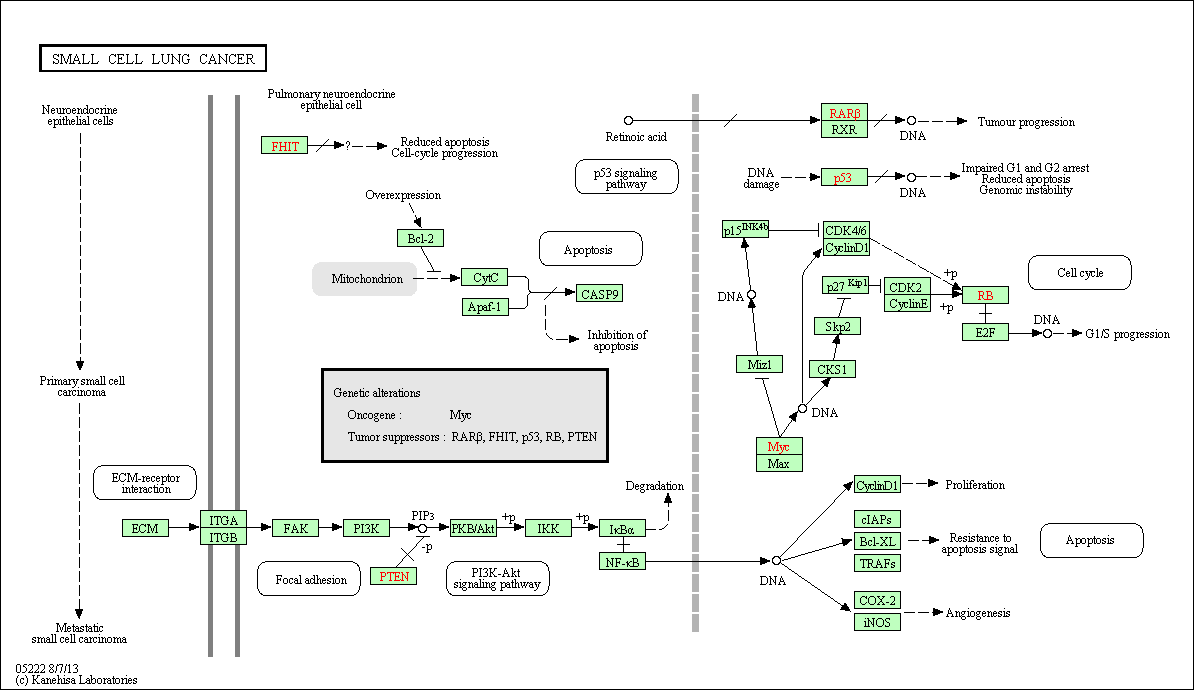 SMALL CELL LUNG CANCER
Neuroendocrine
epithelial cells
Primary small cell
carcinoma
Metastatic
small cell carcinoma
Pulmonary neuroendocrine
epithelial cell
FHIT
?
Reduced apoptosis
Cell-cycle progression
Overexpression
Bcl-2
Mitochondrion
CytC
Apaf-1
CASP9
Apoptosis
Inhibition of
apoptosis
Genetic alterations
Oncogene : Myc
Tumor suppressors : RARβ, FHIT, p53, RB, PTEN
Retinoic acid
RARβ
RXR
DNA
Tumour progression
p53 signaling
pathway
DNA
damage
p53
DNA
Impaired G1 and G2 arrest
Reduced apoptosis
Genomic instability
p15INK4b
CDK4/6
CyclinD1
+p
Cell cycle
p27 Kip1
CDK2
CyclinE
+p
RB
E2F
DNA
G1/S progression
DNA
Skp2
Miz1
CKS1
DNA
Myc
Max
ECM-receptor
interaction
ECM
ITGA
ITGB
FAK
PI3K
PIP3
-p
PTEN
PKB/Akt
+p
IKK
+p
IκBα
NF-κB
Degradation
Focal adhesion
PI3K-Akt
signaling pathway
DNA
CyclinD1
Proliferation
cIAPs
Bcl-XL
TRAFs
Resistance to
apoptosis signal
Apoptosis
COX-2
iNOS
Angiogenesis
05222 8/7/13
(c) Kanehisa Laboratories